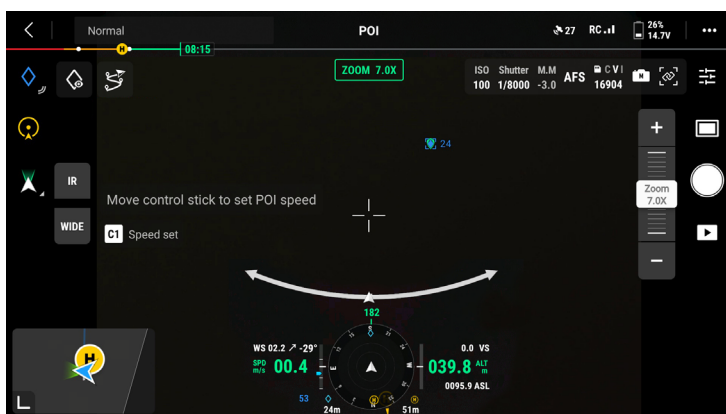 Normal
POI
27
RC
26%
14.7V
H
08:15
ZOOM 7.0X
ISO Shutter M.M AFS C V I
100 1/8000 -3.0 16904
M
24
IR
Move control stick to set POI speed
WIDE
C1 Speed set
+
Zoom
7.0X
−
182
WS 02.2 ↗ -29°
0.0 VS
SPD
m/s
00.4
039.8 ALT
m
0095.9 ASL
E
W
H
53
24m
H
51m